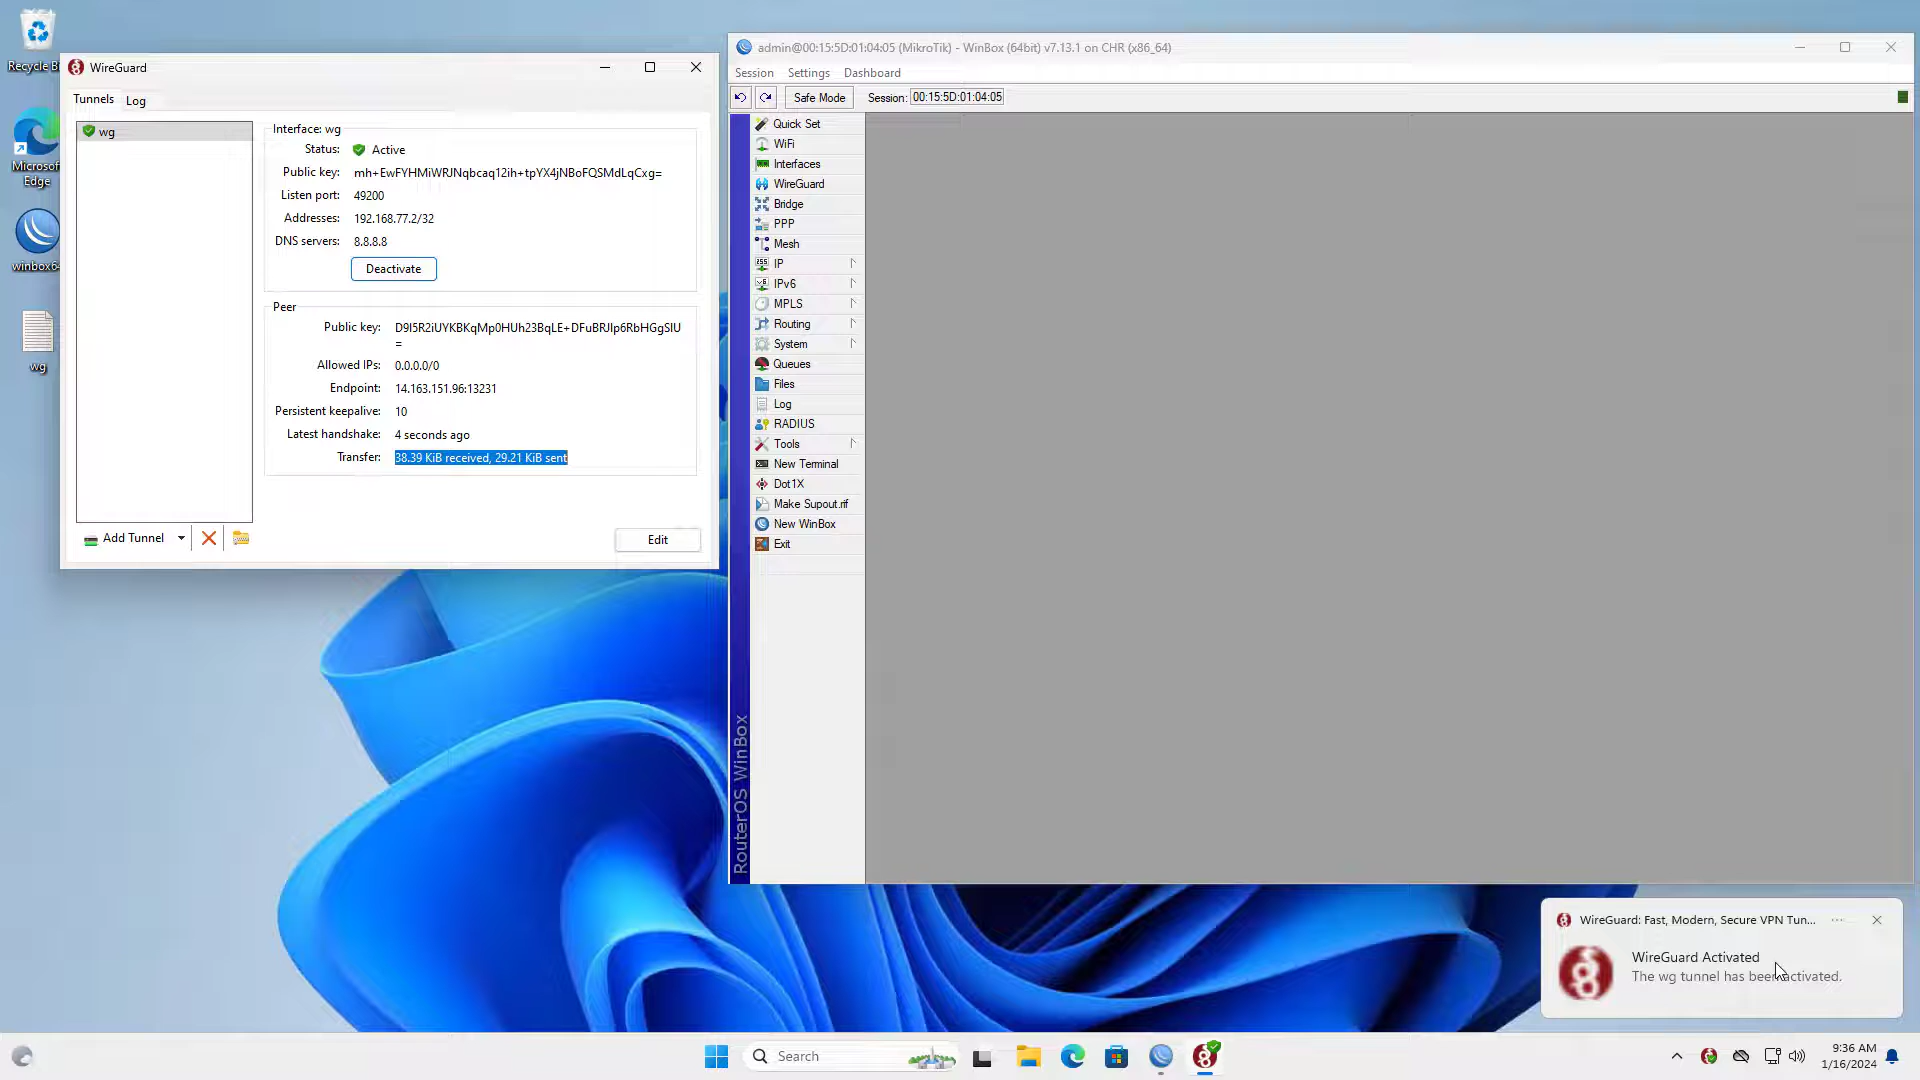 Recycle Bi
Microsof
Edge
winbox6
wg
WireGuard
Tunnels
Log
wg
Interface: wg
Status: Active
Public key: mh+EwFYHMiWRJNqbcaq12ih+tpYX4jNBoFQSMdLqCxg=
Listen port: 49200
Addresses: 192.168.77.2/32
DNS servers: 8.8.8.8
Deactivate
Peer
Public key: D9I5R2iUYKBKqMp0HUh23BqLE+DFuBRJlp6RbHGgSlU
=
Allowed IPs: 0.0.0.0/0
Endpoint: 14.163.151.96:13231
Persistent keepalive: 10
Latest handshake: 4 seconds ago
Transfer: 38.39 KiB received, 29.21 KiB sent
Add Tunnel
Edit
admin@00:15:5D:01:04:05 (MikroTik) - WinBox (64bit) v7.13.1 on CHR (x86_64)
Session Settings Dashboard
Safe Mode Session: 00:15:5D:01:04:05
Quick Set
WiFi
Interfaces
WireGuard
Bridge
PPP
Mesh
IP
IPv6
MPLS
Routing
System
Queues
Files
Log
RADIUS
Tools
New Terminal
Dot1X
Make Supout.rif
New WinBox
Exit
RouterOS WinBox
WireGuard: Fast, Modern, Secure VPN Tun...
WireGuard Activated
The wg tunnel has been activated.
Search
9:36 AM
1/16/2024